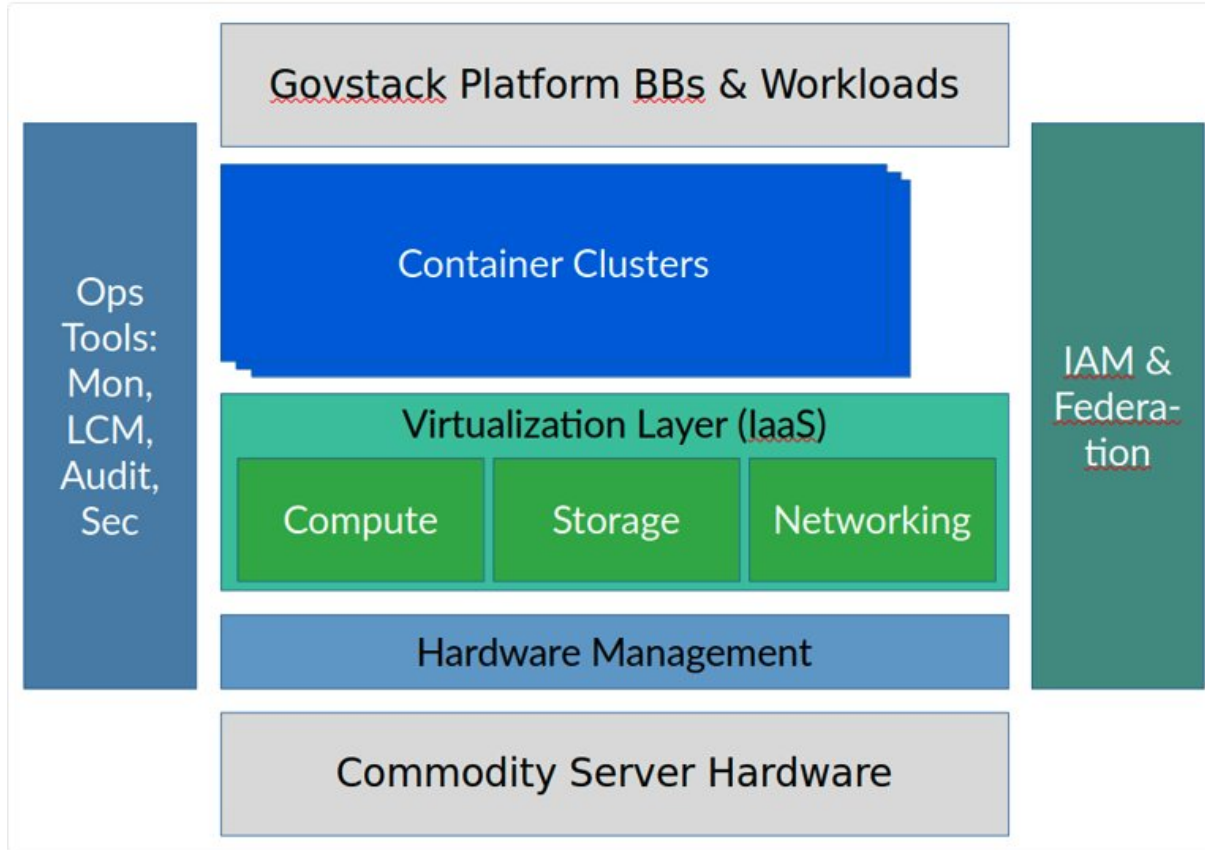 Govstack Platform BBs & Workloads
Ops
Tools:
Mon,
LCM,
Audit,
Sec
Container Clusters
IAM &
Federa-
tion
Virtualization Layer (IaaS)
Compute
Storage
Networking
Hardware Management
Commodity Server Hardware